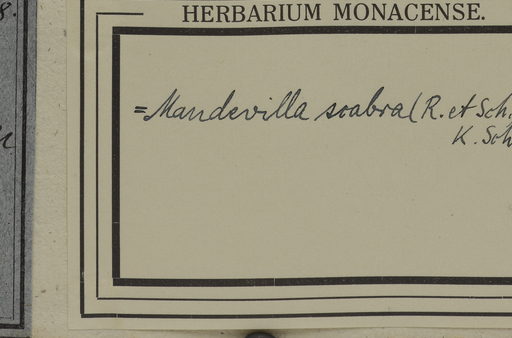 HERBARIUM MONACENSE.
= Mandevilla scabra (R. et Sch.
K. Sch